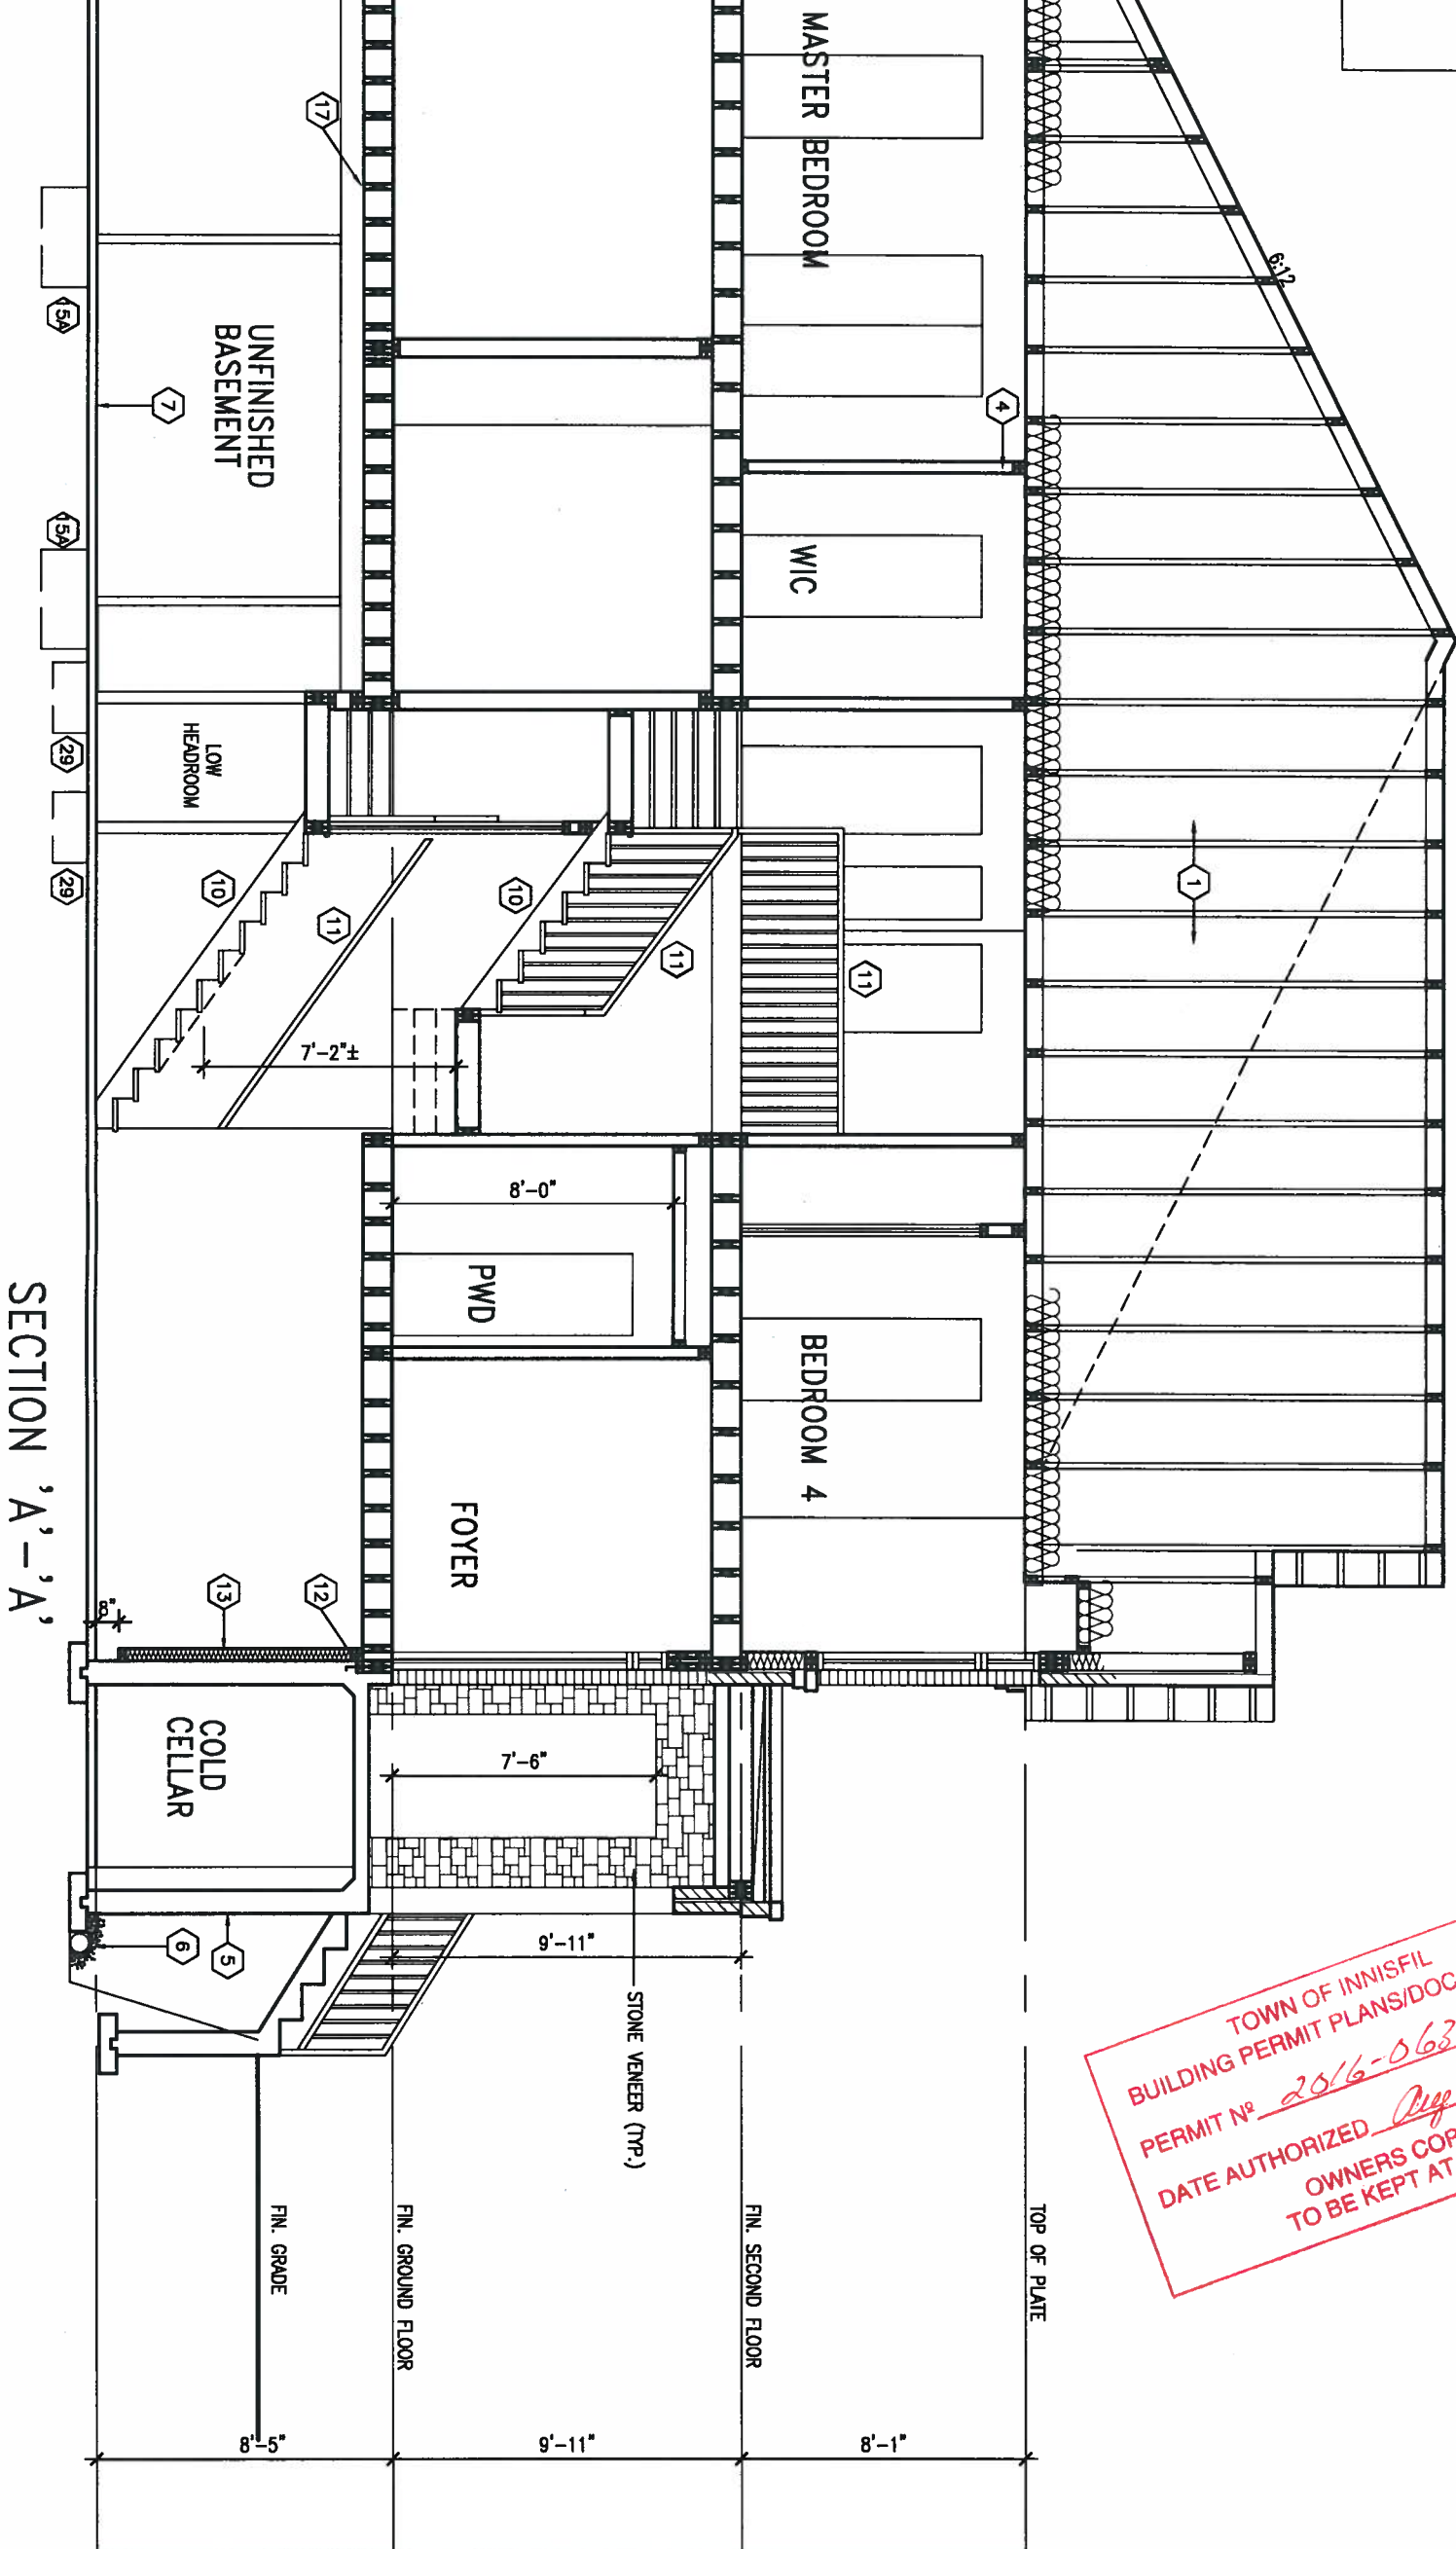 6:12
1
MASTER BEDROOM
4
WIC
11
BEDROOM 4
TOP OF PLATE
8'-1"
10
11
8'-0"
PWD
FOYER
7'-6"
9'-11"
STONE VENEER (TYP.)
FIN. SECOND FLOOR
9'-11"
FIN. GROUND FLOOR
17
UNFINISHED
BASEMENT
7
LOW
HEADROOM
10
11
7'-2"±
12
13
8"
COLD
CELLAR
5
6
FIN. GRADE
8'-5"
15A
15A
29
29
SECTION 'A'-'A'
TOWN OF INNISFIL
BUILDING PERMIT PLANS/DOC
PERMIT Nº 2016-063
DATE AUTHORIZED Aug
OWNERS COP
TO BE KEPT AT